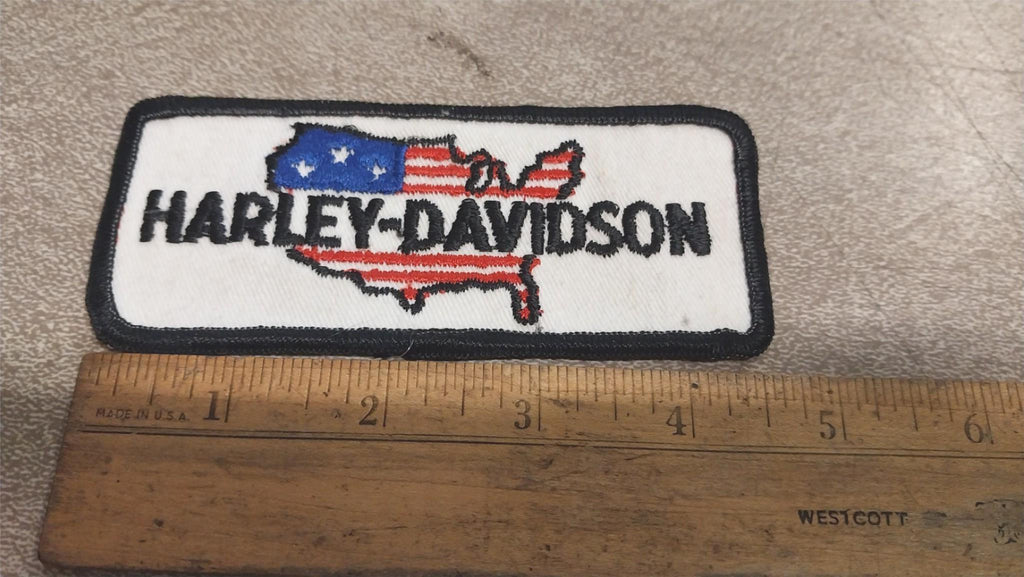 HARLEY-DAVIDSON
1 2 3 4 5 6
MADE IN U.S.A.
WESTCOTT